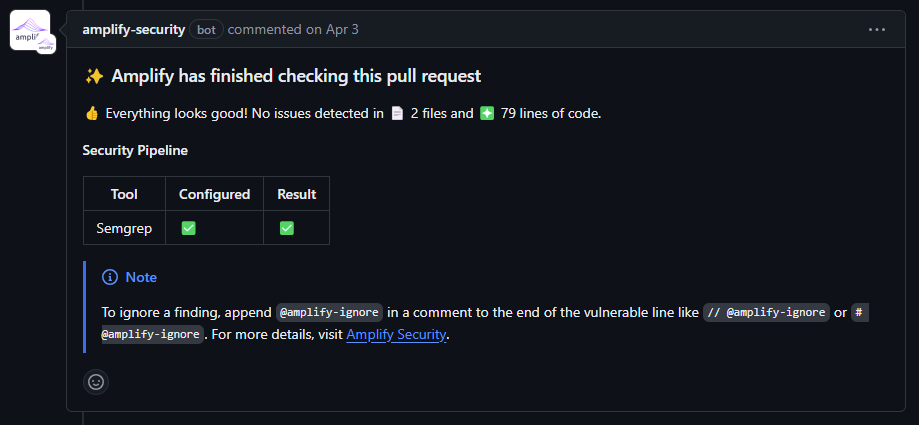 amplify-security bot commented on Apr 3
✨ Amplify has finished checking this pull request
👍 Everything looks good! No issues detected in 📄 2 files and ❇️ 79 lines of code.
Security Pipeline
Tool Configured Result
Semgrep ✅ ✅
Note
To ignore a finding, append @amplify-ignore in a comment to the end of the vulnerable line like // @amplify-ignore or #
@amplify-ignore. For more details, visit Amplify Security.